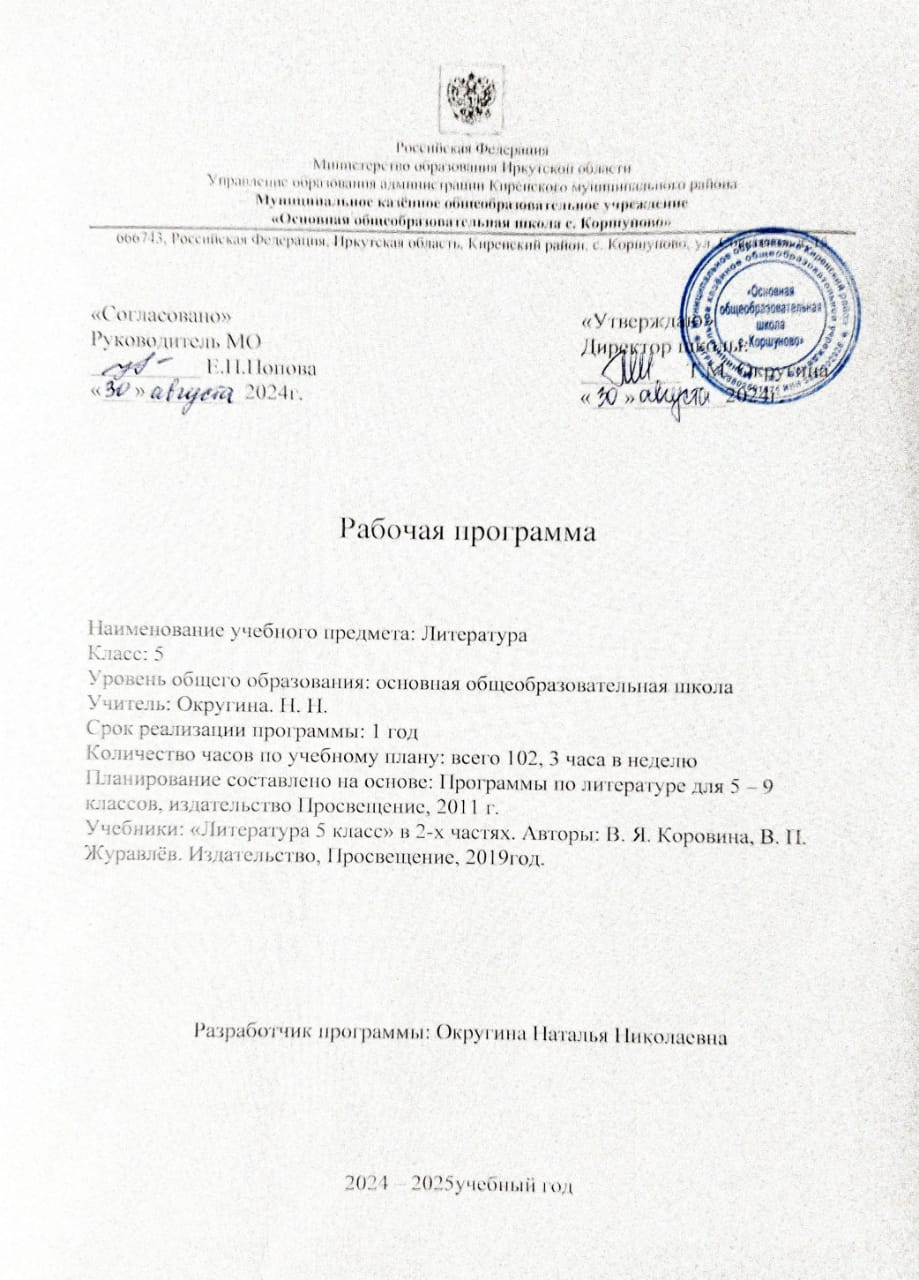 Российская Федерация
Министерство образования Иркутской области
Управление образования администрации Киренского муниципального района
Муниципальное казённое общеобразовательное учреждение
«Основная общеобразовательная школа с. Коршуново»
666743, Российская Федерация, Иркутская область, Киренский район, с. Коршуново, ул.
«Основная
общеобразовательная
школа
с. Коршуново»
«Согласовано»
Руководитель МО
Е.П.Попова
«30» августа 2024г.
«Утверждаю»
Директор школы:
Г.М. Округина
«30» августа 2024г.
Рабочая программа
Наименование учебного предмета: Литература
Класс: 5
Уровень общего образования: основная общеобразовательная школа
Учитель: Округина. Н. Н.
Срок реализации программы: 1 год
Количество часов по учебному плану: всего 102, 3 часа в неделю
Планирование составлено на основе: Программы по литературе для 5 – 9
классов, издательство Просвещение, 2011 г.
Учебники: «Литература 5 класс» в 2-х частях. Авторы: В. Я. Коровина, В. П.
Журавлёв. Издательство, Просвещение, 2019год.
Разработчик программы: Округина Наталья Николаевна
2024 – 2025учебный год